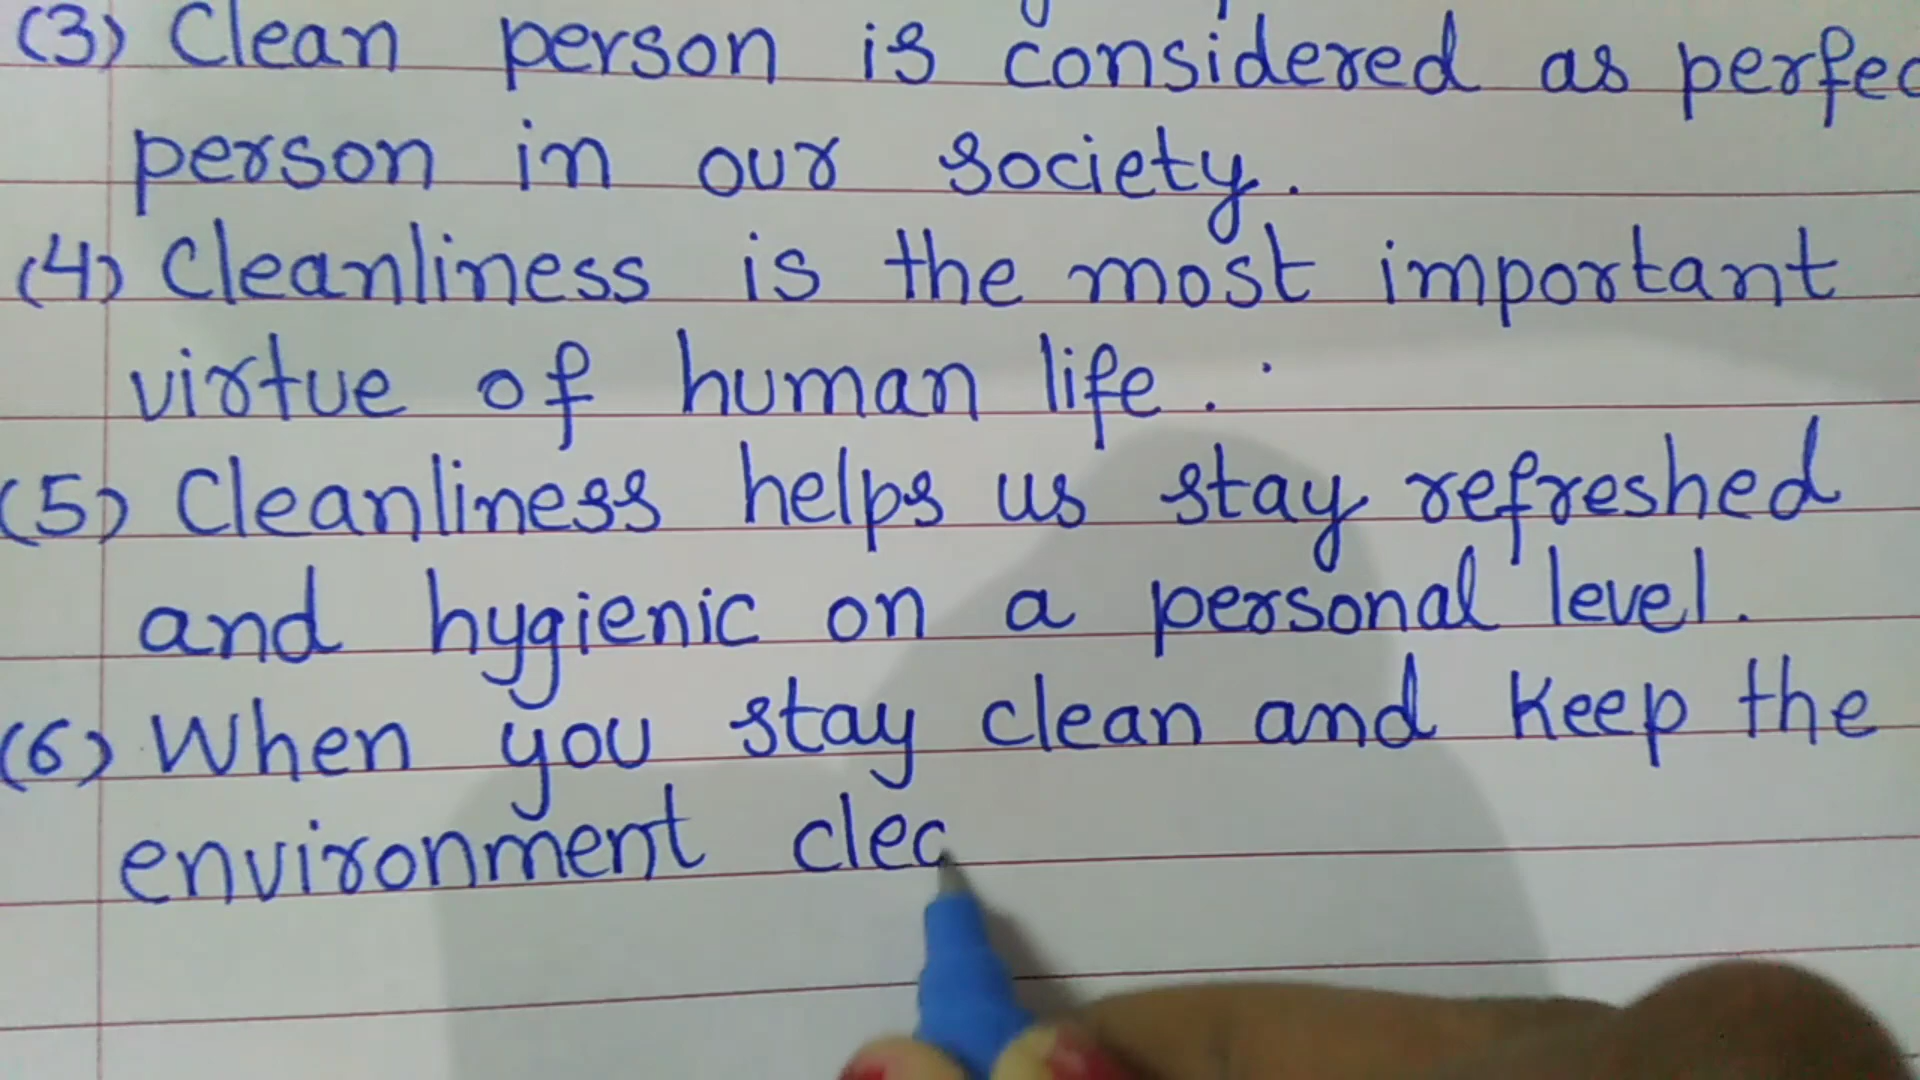 (3) Clean person is considered as perfec
person in our society.
(4) Cleanliness is the most important
virtue of human life.
(5) Cleanliness helps us stay refreshed
and hygienic on a personal level.
(6) When you stay clean and keep the
environment clea